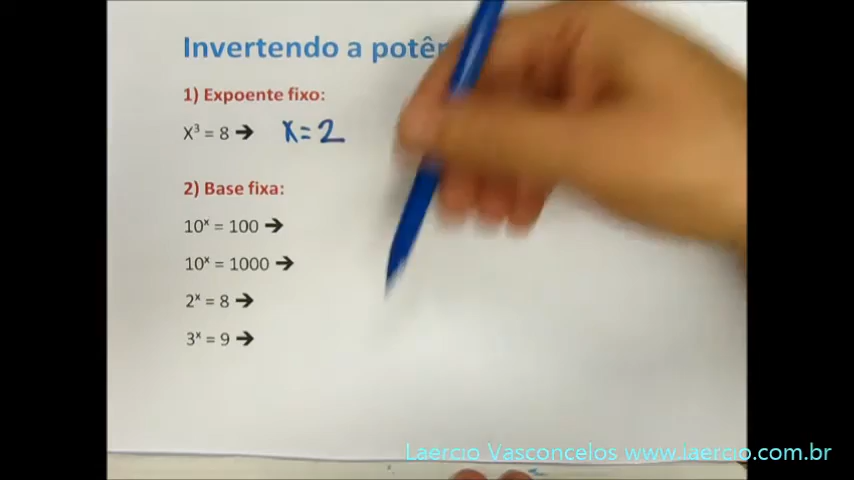 Invertendo a potên
1) Expoente fixo:
X³ = 8 → x = 2
2) Base fixa:
10ˣ = 100 →
10ˣ = 1000 →
2ˣ = 8 →
3ˣ = 9 →
Laercio Vasconcelos www.laercio.com.br